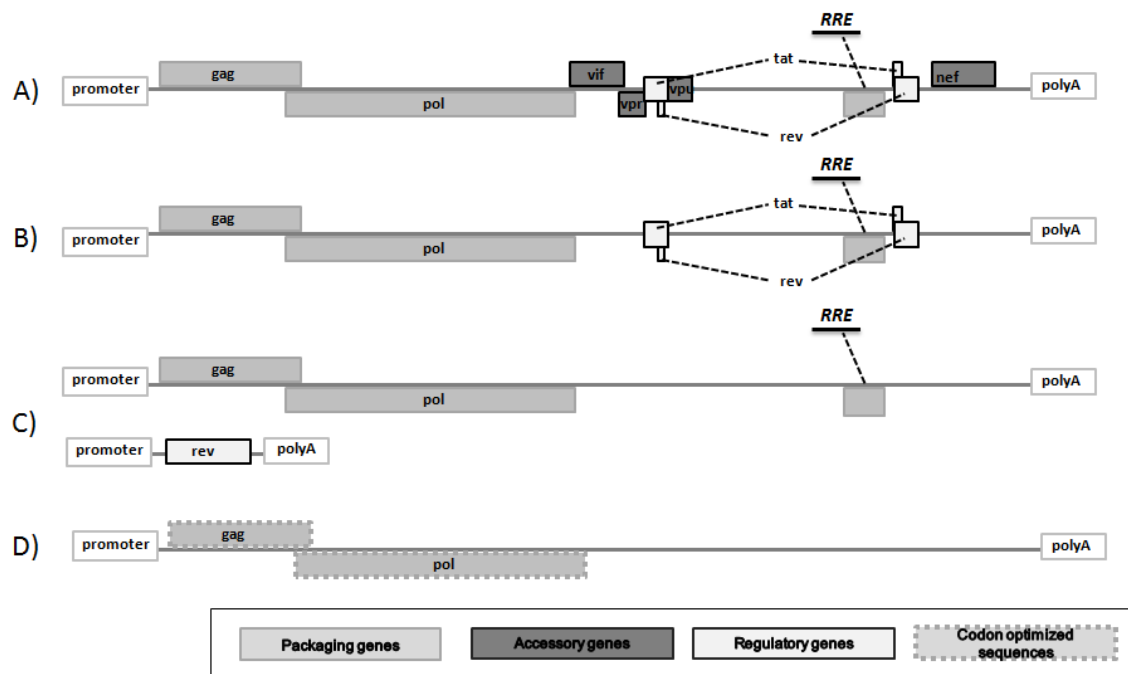 RRE
gag
vif
tat
nef
A)
promoter
vpu
polyA
pol
vpr
rev
RRE
gag
tat
B)
promoter
polyA
pol
rev
RRE
gag
promoter
polyA
pol
C)
promoter
rev
polyA
gag
D)
promoter
polyA
pol
Packaging genes
Accessory genes
Regulatory genes
Codon optimized
sequences